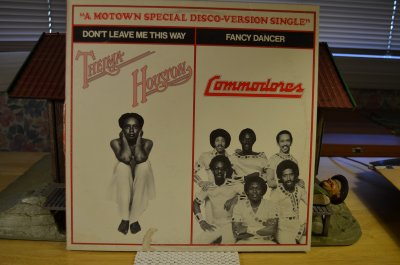 "A MOTOWN SPECIAL DISCO-VERSION SINGLE"
DON'T LEAVE ME THIS WAY
FANCY DANCER
Thelma
Houston
Commodores